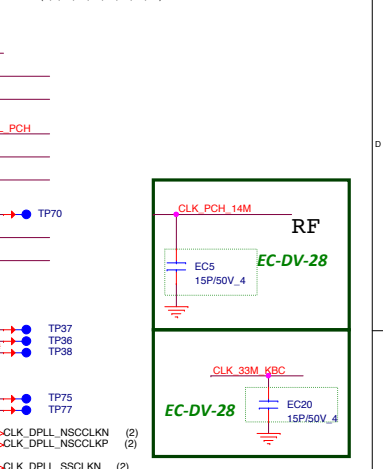 _PCH
D
CLK_PCH_14M
TP70
RF
EC-DV-28
EC5
15P/50V_4
TP37
TP36
TP38
CLK_33M_KBC
TP75
TP77
EC-DV-28
EC20
15P/50V_4
CLK_DPLL_NSCCLKN (2)
CLK_DPLL_NSCCLKP (2)
CLK_DPLL_SSCLKN (2)